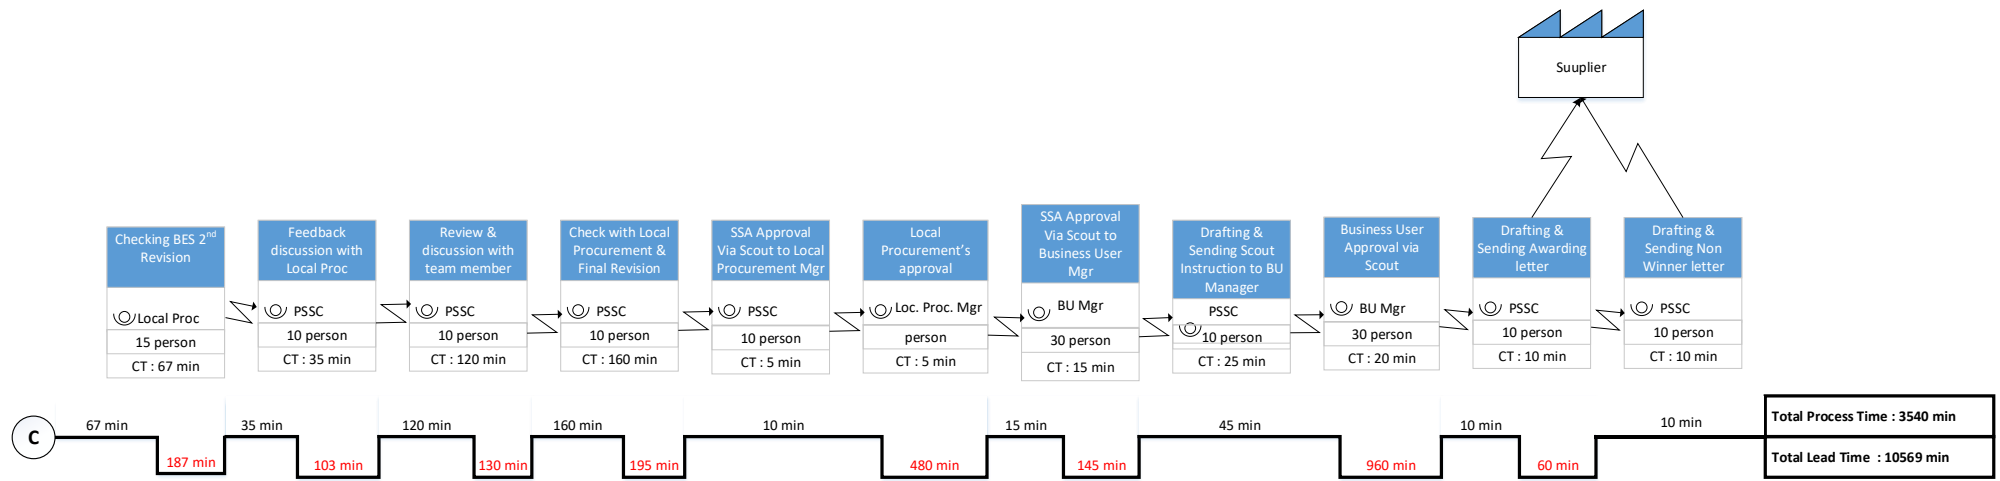 Suuplier
Checking BES 2nd
Revision
Local Proc
15 person
CT : 67 min
Feedback
discussion with
Local Proc
PSSC
10 person
CT : 35 min
Review &
discussion with
team member
PSSC
10 person
CT : 120 min
Check with Local
Procurement &
Final Revision
PSSC
10 person
CT : 160 min
SSA Approval
Via Scout to Local
Procurement Mgr
PSSC
10 person
CT : 5 min
Local
Procurement’s
approval
Loc. Proc. Mgr
person
CT : 5 min
SSA Approval
Via Scout to
Business User
Mgr
BU Mgr
30 person
CT : 15 min
Drafting &
Sending Scout
Instruction to BU
Manager
PSSC
10 person
CT : 25 min
Business User
Approval via
Scout
BU Mgr
30 person
CT : 20 min
Drafting &
Sending Awarding
letter
PSSC
10 person
CT : 10 min
Drafting &
Sending Non
Winner letter
PSSC
10 person
CT : 10 min
C
67 min
187 min
35 min
103 min
120 min
130 min
160 min
195 min
10 min
480 min
15 min
145 min
45 min
960 min
10 min
60 min
10 min
Total Process Time : 3540 min
Total Lead Time : 10569 min